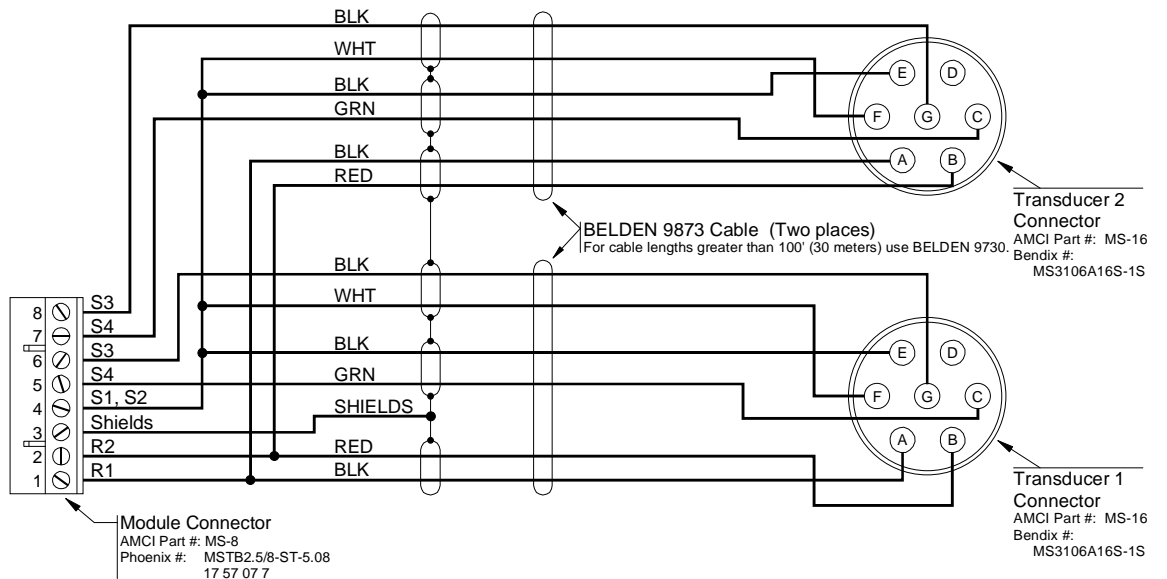 BLK
WHT
BLK
GRN
BLK
RED
E
D
F
G
C
A
B
Transducer 2
Connector
AMCI Part #: MS-16
Bendix #:
MS3106A16S-1S
BELDEN 9873 Cable (Two places)
For cable lengths greater than 100' (30 meters) use BELDEN 9730.
BLK
WHT
BLK
GRN
SHIELDS
RED
BLK
8 S3
7 S4
6 S3
5 S4
4 S1, S2
3 Shields
2 R2
1 R1
E
D
F
G
C
A
B
Transducer 1
Connector
AMCI Part #: MS-16
Bendix #:
MS3106A16S-1S
Module Connector
AMCI Part #: MS-8
Phoenix #: MSTB2.5/8-ST-5.08
17 57 07 7